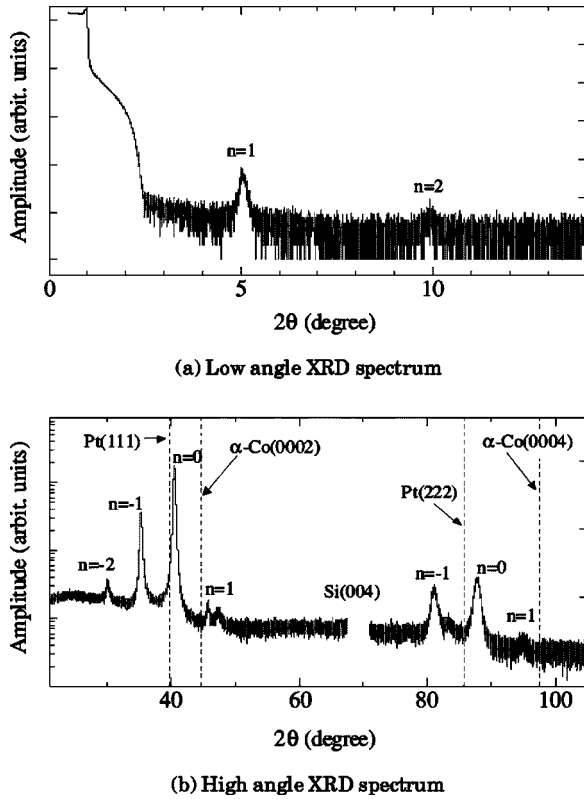 Amplitude (arbit. units)
n=1
n=2
0
5
10
2θ (degree)
(a) Low angle XRD spectrum
Amplitude (arbit. units)
Pt(111)
n=0
α-Co(0002)
α-Co(0004)
n=-1
Pt(222)
n=-2
n=1
Si(004)
n=-1
n=0
n=1
40
60
80
100
2θ (degree)
(b) High angle XRD spectrum